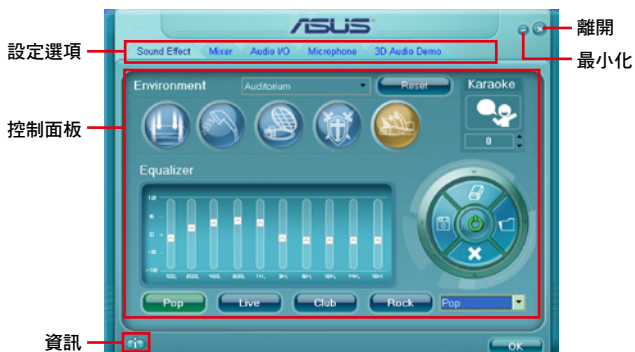 ASUS
離開
設定選項
Sound Effect Mixer Audio I/O Microphone 3D Audio Demo
最小化
Environment Auditorium Reset Karaoke
控制面板
0
Equalizer
Pop Live Club Rock Pop
資訊
OK